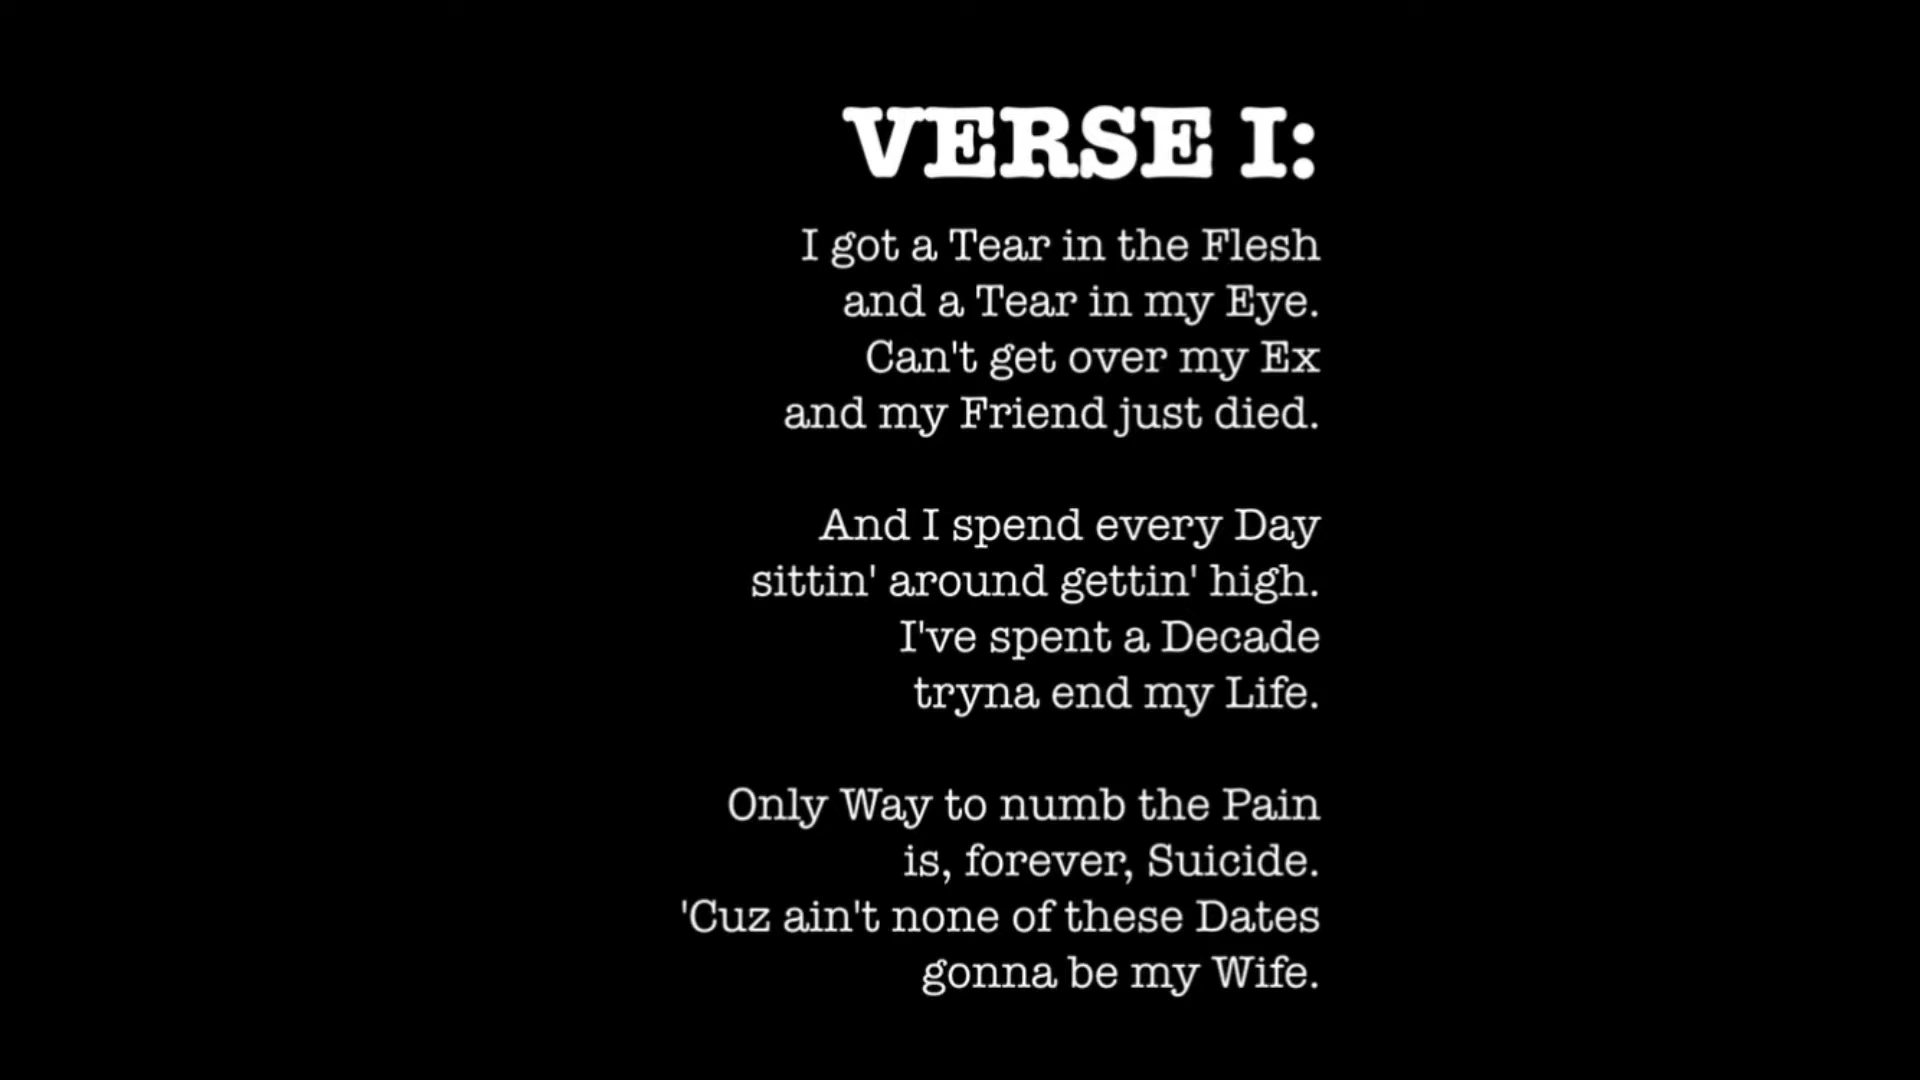 VERSE I:
I got a Tear in the Flesh
and a Tear in my Eye.
Can't get over my Ex
and my Friend just died.
And I spend every Day
sittin' around gettin' high.
I've spent a Decade
tryna end my Life.
Only Way to numb the Pain
is, forever, Suicide.
'Cuz ain't none of these Dates
gonna be my Wife.